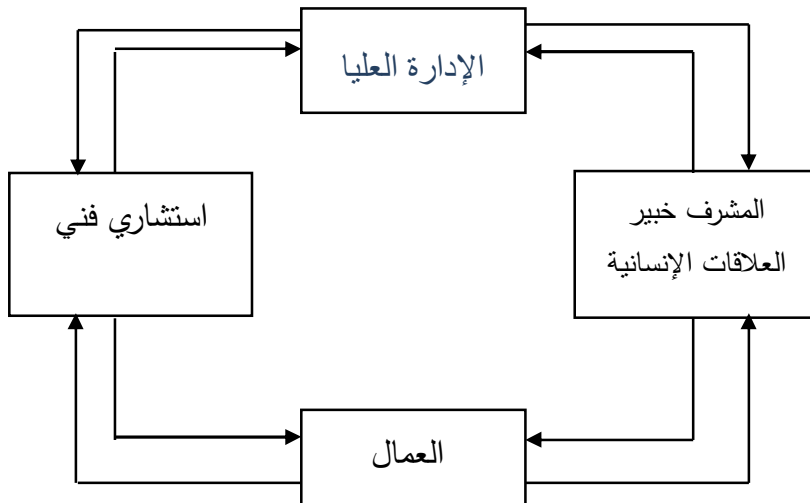 الإدارة العليا
المشرف خبير
العلاقات الإنسانية
استشاري فني
العمال